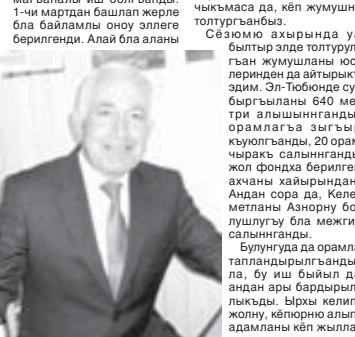 1-чи мартдан башлап жерле
бла байламлы оноу эллеге
берилгенди. Алай бла аланы
чыкъмаса да, кёп жумушн
толтургъанбыз.
Сёзюмю ахырында уа
былтыр элде толтурул
гъан жумушланы юс
леринден да айтырыкъ
эдим. Эл-Тюбюнде су
быргъыланы 640 ме
три алышыннганды
орамлагъа зыгъы
къуюлгъанды, 20 орам
чыракъ салыннганды
жол фондха берилге
ахчаны хайырындан
Андан сора да, Келе
метланы Азнорну бо
лушлугъу бла межги
салыннганды.
Булунгуда да орамла
тапландырылгъанды
ла, бу иш быйыл да
андан ары бардырыл
лыкъды. Ырхы келип
жолну, кёпюрню алып
адамланы кёп жылла